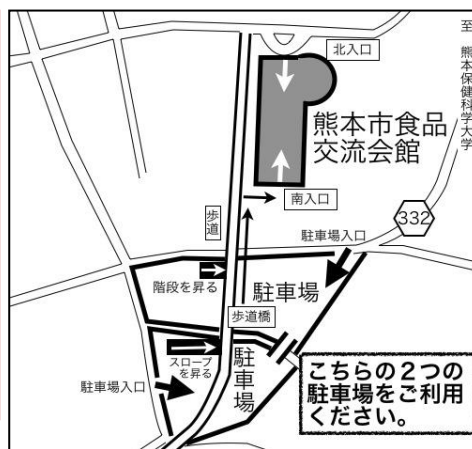 北入口
至
熊本保健科学大学
熊本市食品
交流会館
南入口
332
歩道
駐車場入口
階段を昇る
駐車場
歩道橋
スロープ
を昇る
駐車場
駐車場入口
こちらの2つの
駐車場をご利用
ください。